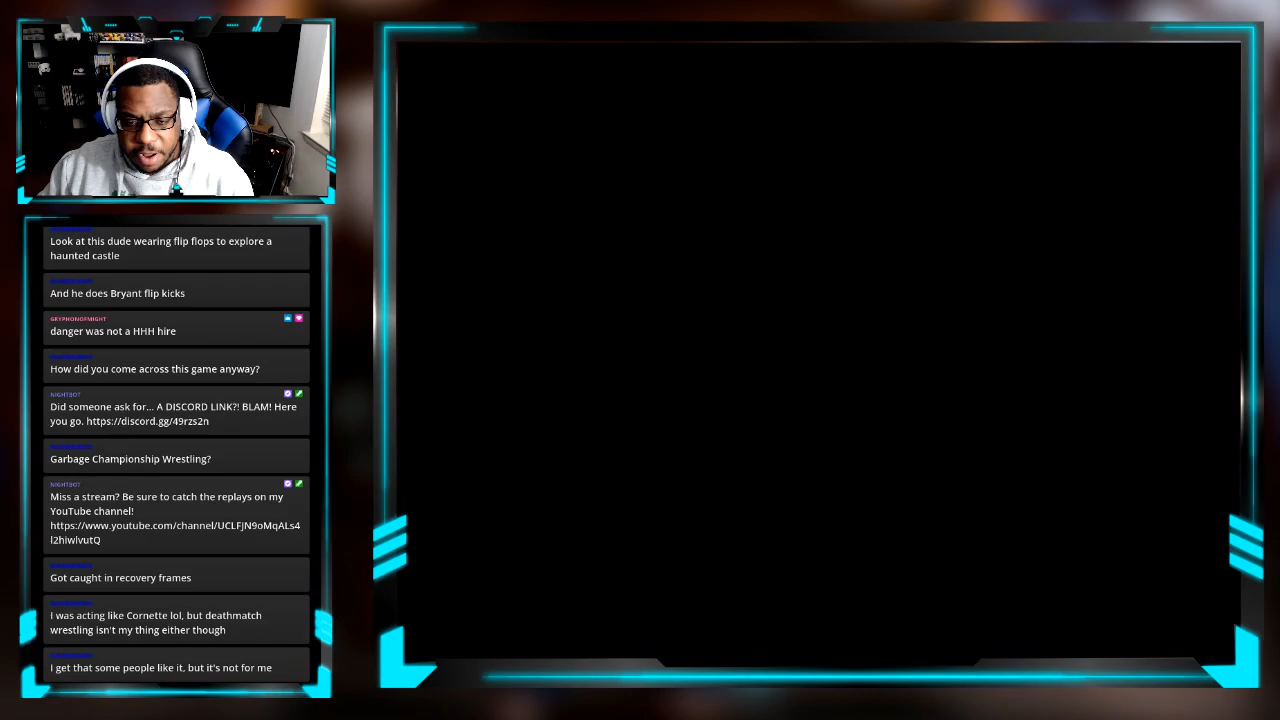 Look at this dude wearing flip flops to explore a
haunted castle
And he does Bryant flip kicks
GRYPHONOFMIGHT
danger was not a HHH hire
How did you come across this game anyway?
NIGHTBOT
Did someone ask for... A DISCORD LINK?! BLAM! Here
you go. https://discord.gg/49rzs2n
Garbage Championship Wrestling?
NIGHTBOT
Miss a stream? Be sure to catch the replays on my
YouTube channel!
https://www.youtube.com/channel/UCLFJN9oMqALs4
l2hiwlvutQ
Got caught in recovery frames
I was acting like Cornette lol, but deathmatch
wrestling isn't my thing either though
I get that some people like it, but it's not for me